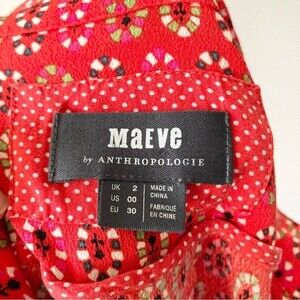 MAEVE
by ANTHROPOLOGIE
UK 2
US 00
EU 30
MADE IN
CHINA
FABRIQUÉ
EN CHINE